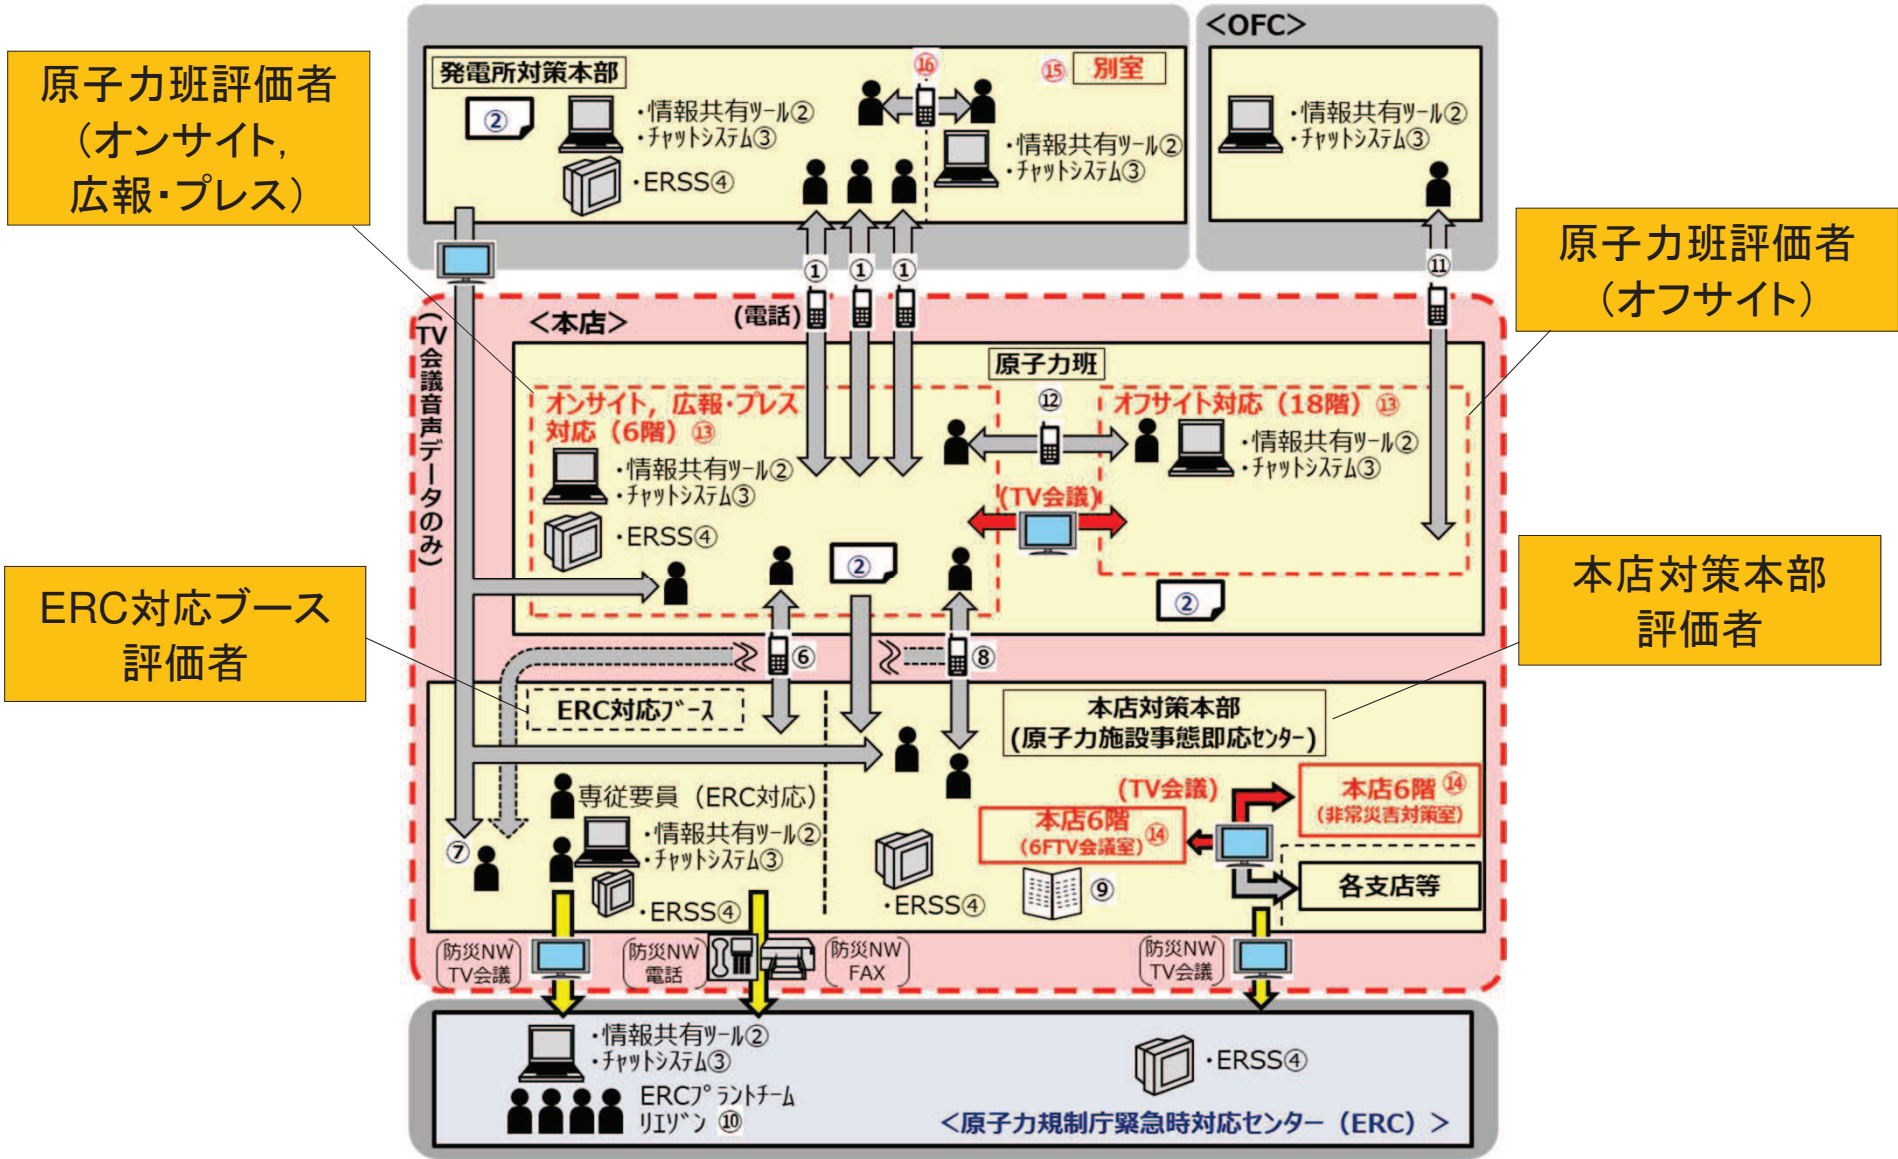 <OFC>
発電所対策本部
②
・情報共有ツール②
・チャットシステム③
・ERSS④
⑯
⑮ 別室
・情報共有ツール②
・チャットシステム③
・情報共有ツール②
・チャットシステム③
原子力班評価者
(オンサイト,
広報・プレス)
原子力班評価者
(オフサイト)
① ① ①
⑪
(TV会議音声データのみ)
<本店>
(電話)
原子力班
オンサイト, 広報・プレス
対応(6階)⑬
・情報共有ツール②
・チャットシステム③
・ERSS④
⑫
オフサイト対応(18階)⑬
・情報共有ツール②
・チャットシステム③
(TV会議)
②
②
ERC対応ブース
評価者
本店対策本部
評価者
⑥
⑧
ERC対応ブース
本店対策本部
(原子力施設事態即応センター)
専従要員(ERC対応)
・情報共有ツール②
・チャットシステム③
・ERSS④
⑦
・ERSS④
⑨
(TV会議)
本店6階⑭
(非常災害対策室)
本店6階
(6FTV会議室)⑭
各支店等
防災NW
TV会議
防災NW
電話
防災NW
FAX
防災NW
TV会議
・情報共有ツール②
・チャットシステム③
ERCプラントチーム
リエゾン ⑩
・ERSS④
<原子力規制庁緊急時対応センター(ERC)>